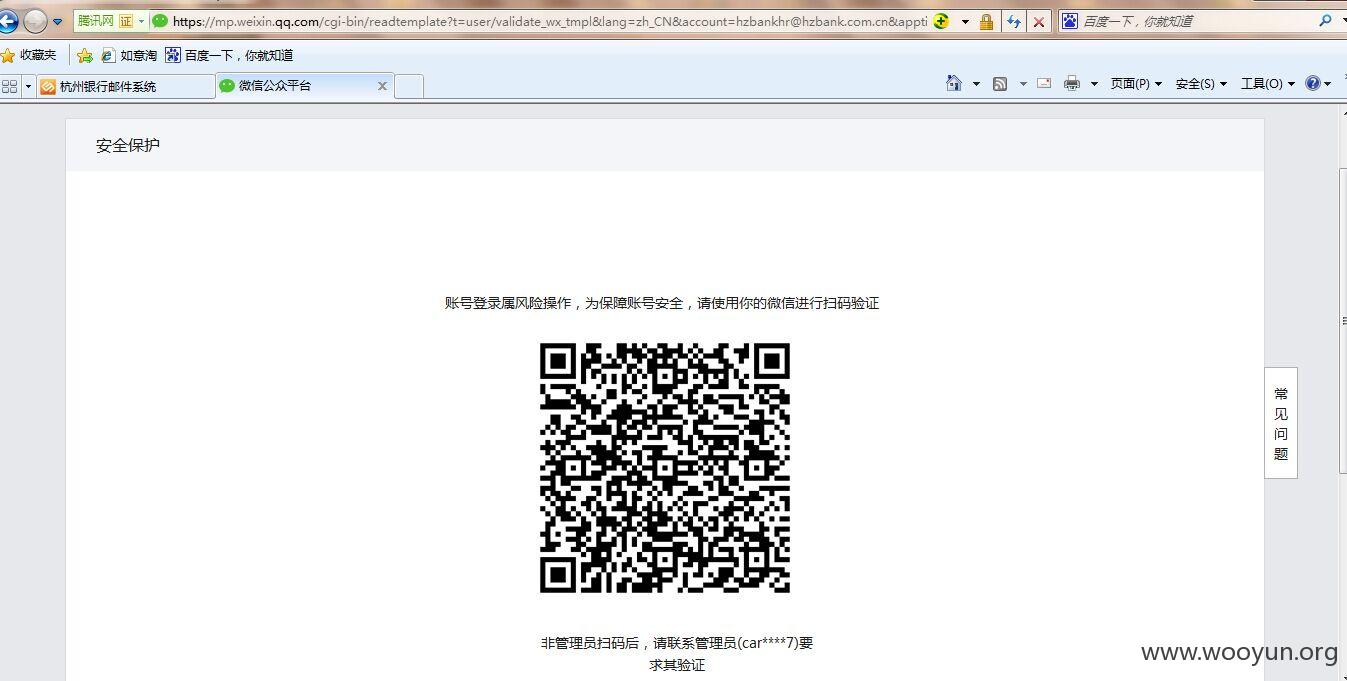 腾讯网 证 https://mp.weixin.qq.com/cgi-bin/readtemplate?t=user/validate_wx_tmpl&lang=zh_CN&account=hzbankhr@hzbank.com.cn&appti 百度一下，你就知道
收藏夹 如意淘 百度一下，你就知道
杭州银行邮件系统 微信公众平台 x 页面(P) 安全(S) 工具(O)
安全保护
账号登录属风险操作，为保障账号安全，请使用你的微信进行扫码验证
常
见
问
题
非管理员扫码后，请联系管理员(car****7)要
求其验证
www.wooyun.org